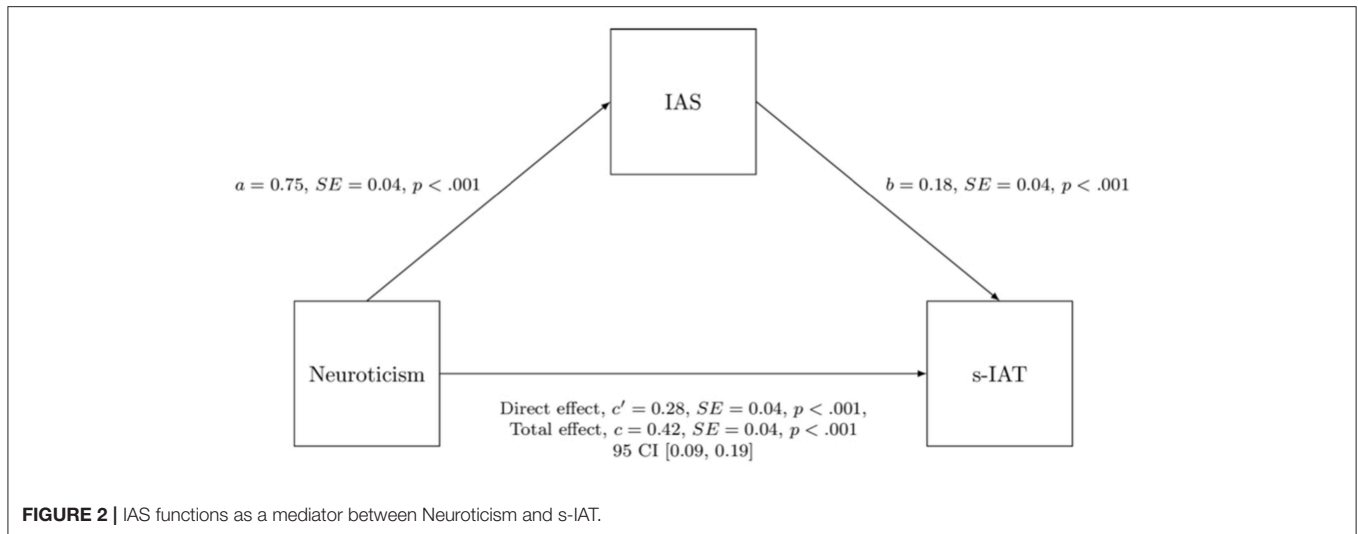 IAS
a = 0.75, SE = 0.04, p < .001
b = 0.18, SE = 0.04, p < .001
Neuroticism
s-IAT
Direct effect, c′ = 0.28, SE = 0.04, p < .001,
Total effect, c = 0.42, SE = 0.04, p < .001
95 CI [0.09, 0.19]
FIGURE 2 | IAS functions as a mediator between Neuroticism and s-IAT.